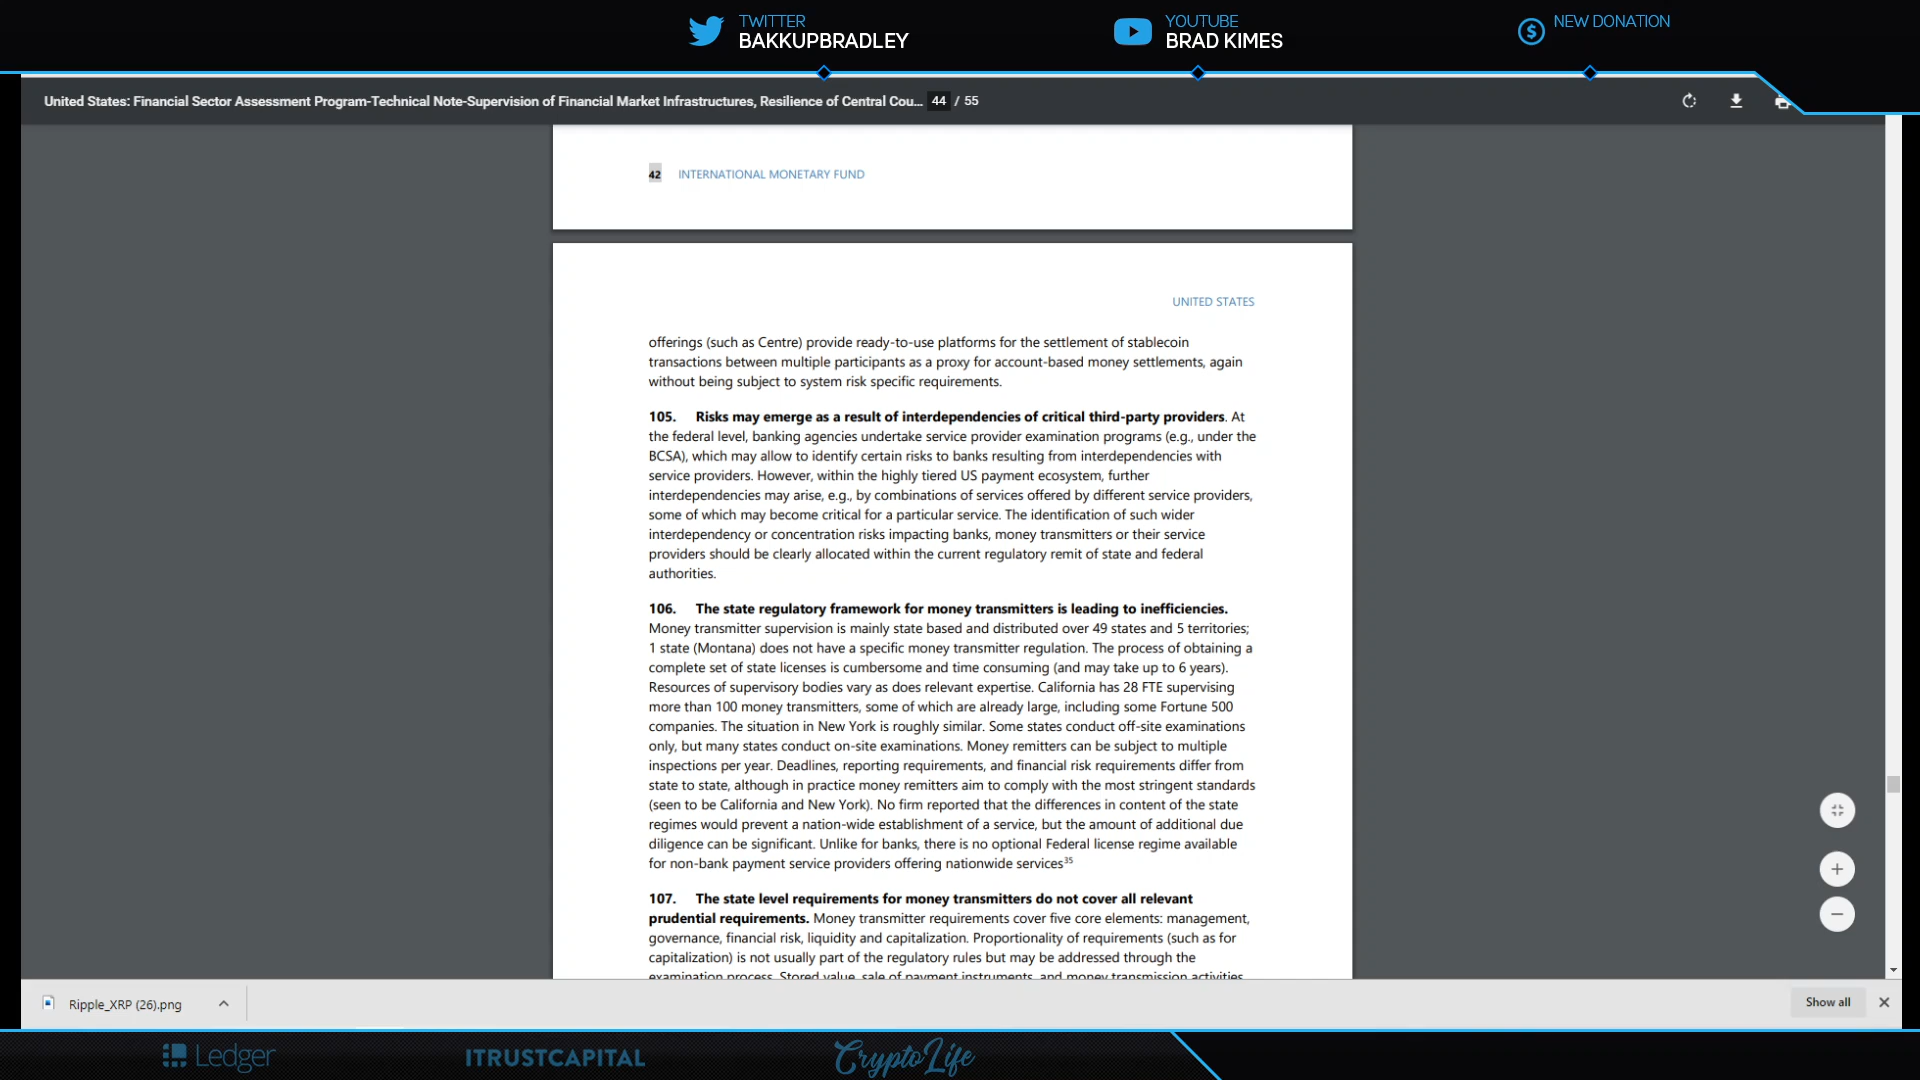 TWITTER
BAKKUPBRADLEY
YOUTUBE
BRAD KIMES
NEW DONATION
United States: Financial Sector Assessment Program-Technical Note-Supervision of Financial Market Infrastructures, Resilience of Central Cou... 44 / 55
42 INTERNATIONAL MONETARY FUND
UNITED STATES
offerings (such as Centre) provide ready-to-use platforms for the settlement of stablecoin
transactions between multiple participants as a proxy for account-based money settlements, again
without being subject to system risk specific requirements.
105. Risks may emerge as a result of interdependencies of critical third-party providers. At
the federal level, banking agencies undertake service provider examination programs (e.g., under the
BCSA), which may allow to identify certain risks to banks resulting from interdependencies with
service providers. However, within the highly tiered US payment ecosystem, further
interdependencies may arise, e.g., by combinations of services offered by different service providers,
some of which may become critical for a particular service. The identification of such wider
interdependency or concentration risks impacting banks, money transmitters or their service
providers should be clearly allocated within the current regulatory remit of state and federal
authorities.
106. The state regulatory framework for money transmitters is leading to inefficiencies.
Money transmitter supervision is mainly state based and distributed over 49 states and 5 territories;
1 state (Montana) does not have a specific money transmitter regulation. The process of obtaining a
complete set of state licenses is cumbersome and time consuming (and may take up to 6 years).
Resources of supervisory bodies vary as does relevant expertise. California has 28 FTE supervising
more than 100 money transmitters, some of which are already large, including some Fortune 500
companies. The situation in New York is roughly similar. Some states conduct off-site examinations
only, but many states conduct on-site examinations. Money remitters can be subject to multiple
inspections per year. Deadlines, reporting requirements, and financial risk requirements differ from
state to state, although in practice money remitters aim to comply with the most stringent standards
(seen to be California and New York). No firm reported that the differences in content of the state
regimes would prevent a nation-wide establishment of a service, but the amount of additional due
diligence can be significant. Unlike for banks, there is no optional Federal license regime available
for non-bank payment service providers offering nationwide services³⁵
107. The state level requirements for money transmitters do not cover all relevant
prudential requirements. Money transmitter requirements cover five core elements: management,
governance, financial risk, liquidity and capitalization. Proportionality of requirements (such as for
capitalization) is not usually part of the regulatory rules but may be addressed through the
examination process. Stored value, sale of payment instruments, and money transmission activities
Ripple_XRP (26).png
Show all
Ledger
ITRUSTCAPITAL
CryptoLife